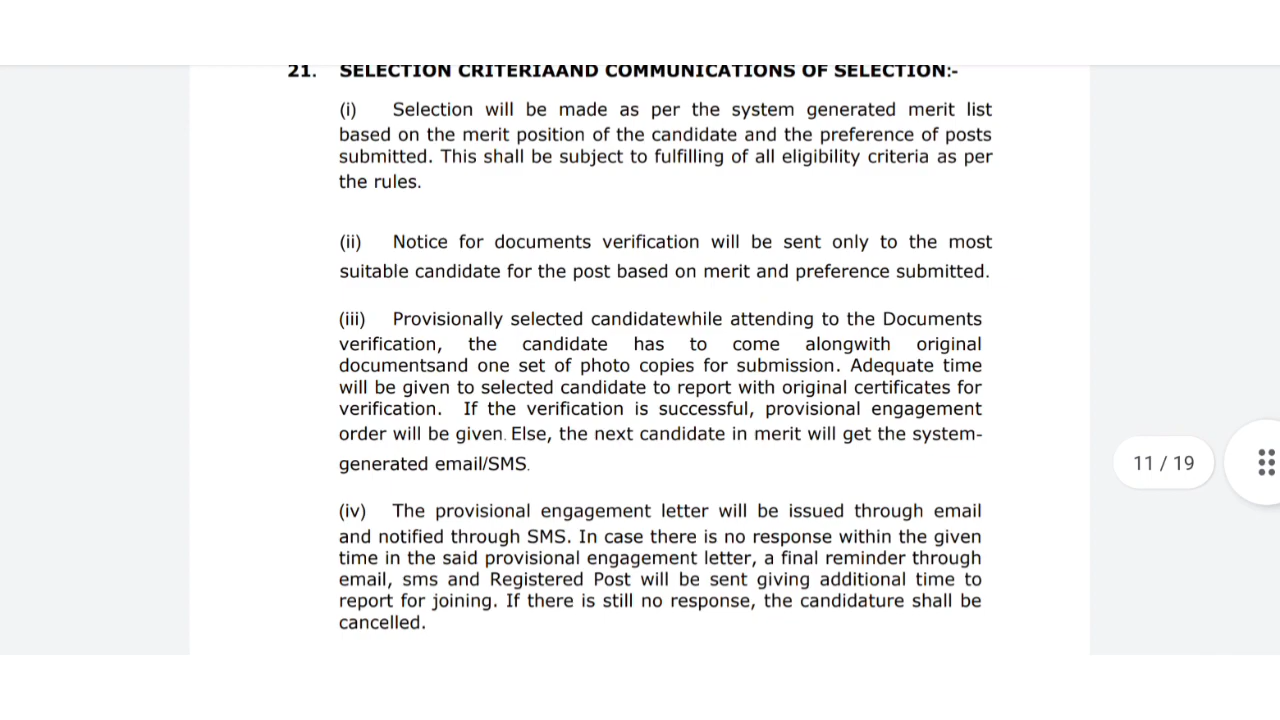 21. SELECTION CRITERIAAND COMMUNICATIONS OF SELECTION:-
(i) Selection will be made as per the system generated merit list
based on the merit position of the candidate and the preference of posts
submitted. This shall be subject to fulfilling of all eligibility criteria as per
the rules.
(ii) Notice for documents verification will be sent only to the most
suitable candidate for the post based on merit and preference submitted.
(iii) Provisionally selected candidatewhile attending to the Documents
verification, the candidate has to come alongwith original
documentsand one set of photo copies for submission. Adequate time
will be given to selected candidate to report with original certificates for
verification. If the verification is successful, provisional engagement
order will be given. Else, the next candidate in merit will get the system-
generated email/SMS.
(iv) The provisional engagement letter will be issued through email
and notified through SMS. In case there is no response within the given
time in the said provisional engagement letter, a final reminder through
email, sms and Registered Post will be sent giving additional time to
report for joining. If there is still no response, the candidature shall be
cancelled.
11 / 19